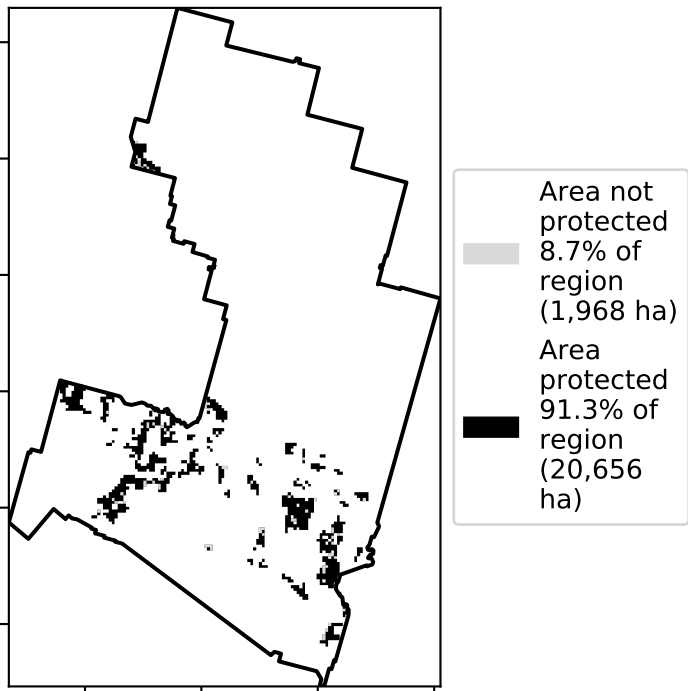 Area not
protected
8.7% of
region
(1,968 ha)
Area
protected
91.3% of
region
(20,656
ha)